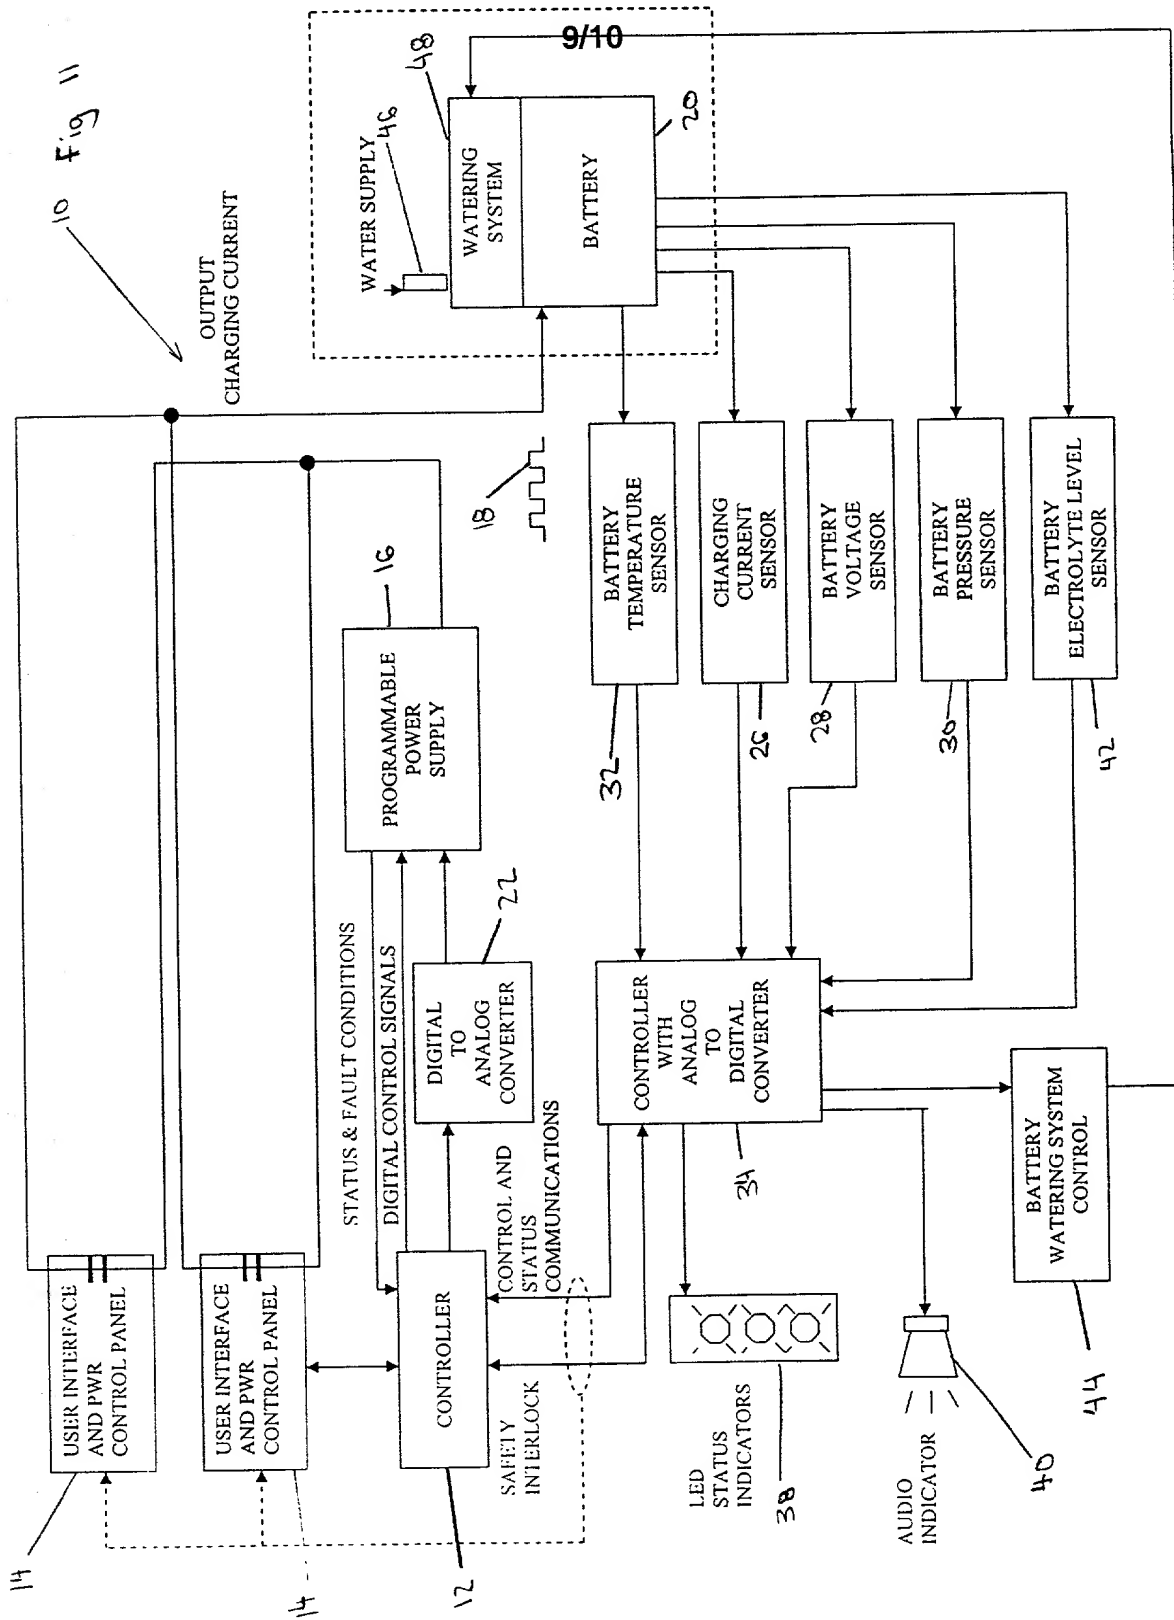 9/10
10
Fig 11
OUTPUT
CHARGING CURRENT
WATER SUPPLY
46
48
WATERING
SYSTEM
BATTERY
20
18
USER INTERFACE
AND PWR
CONTROL PANEL
14
USER INTERFACE
AND PWR
CONTROL PANEL
14
STATUS & FAULT CONDITIONS
DIGITAL CONTROL SIGNALS
PROGRAMMABLE
POWER
SUPPLY
16
DIGITAL
TO
ANALOG
CONVERTER
22
CONTROLLER
12
SAFETY
INTERLOCK
CONTROL AND
STATUS
COMMUNICATIONS
CONTROLLER
WITH
ANALOG
TO
DIGITAL
CONVERTER
34
BATTERY
TEMPERATURE
SENSOR
32
CHARGING
CURRENT
SENSOR
26
BATTERY
VOLTAGE
SENSOR
28
BATTERY
PRESSURE
SENSOR
30
BATTERY
ELECTROLYTE LEVEL
SENSOR
42
LED
STATUS
INDICATORS
38
AUDIO
INDICATOR
40
BATTERY
WATERING SYSTEM
CONTROL
44